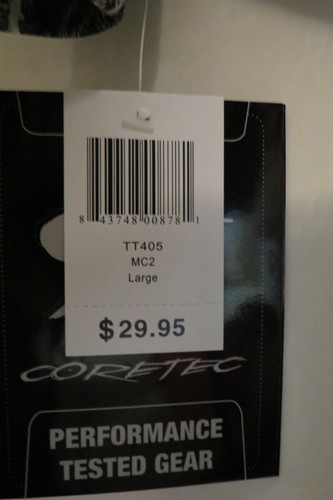 8 43748 00878 1
TT405
MC2
Large
$29.95
CORETEC
PERFORMANCE
TESTED GEAR